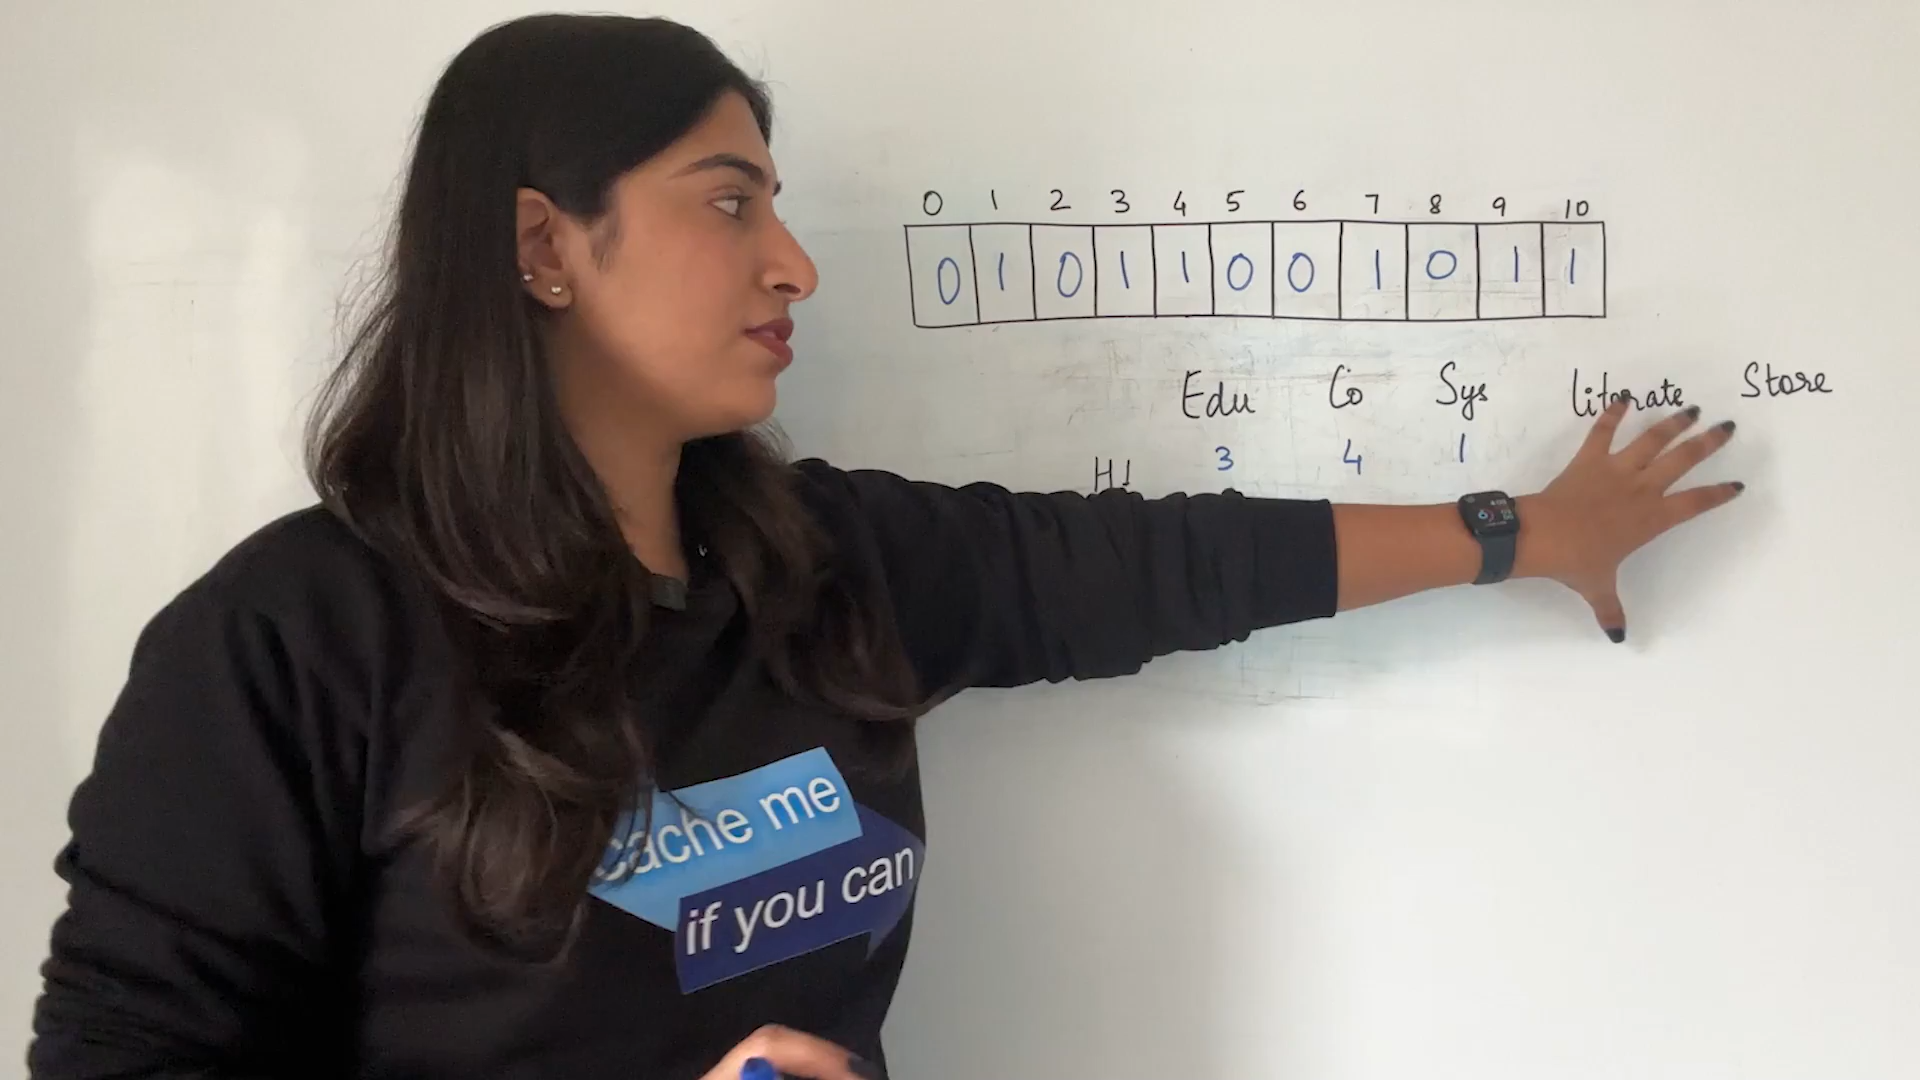 0 1 2 3 4 5 6 7 8 9 10
0 1 0 1 1 0 0 1 0 1 1
Edu Co Sys literate Store
H1 3 4 1
cache me
if you can